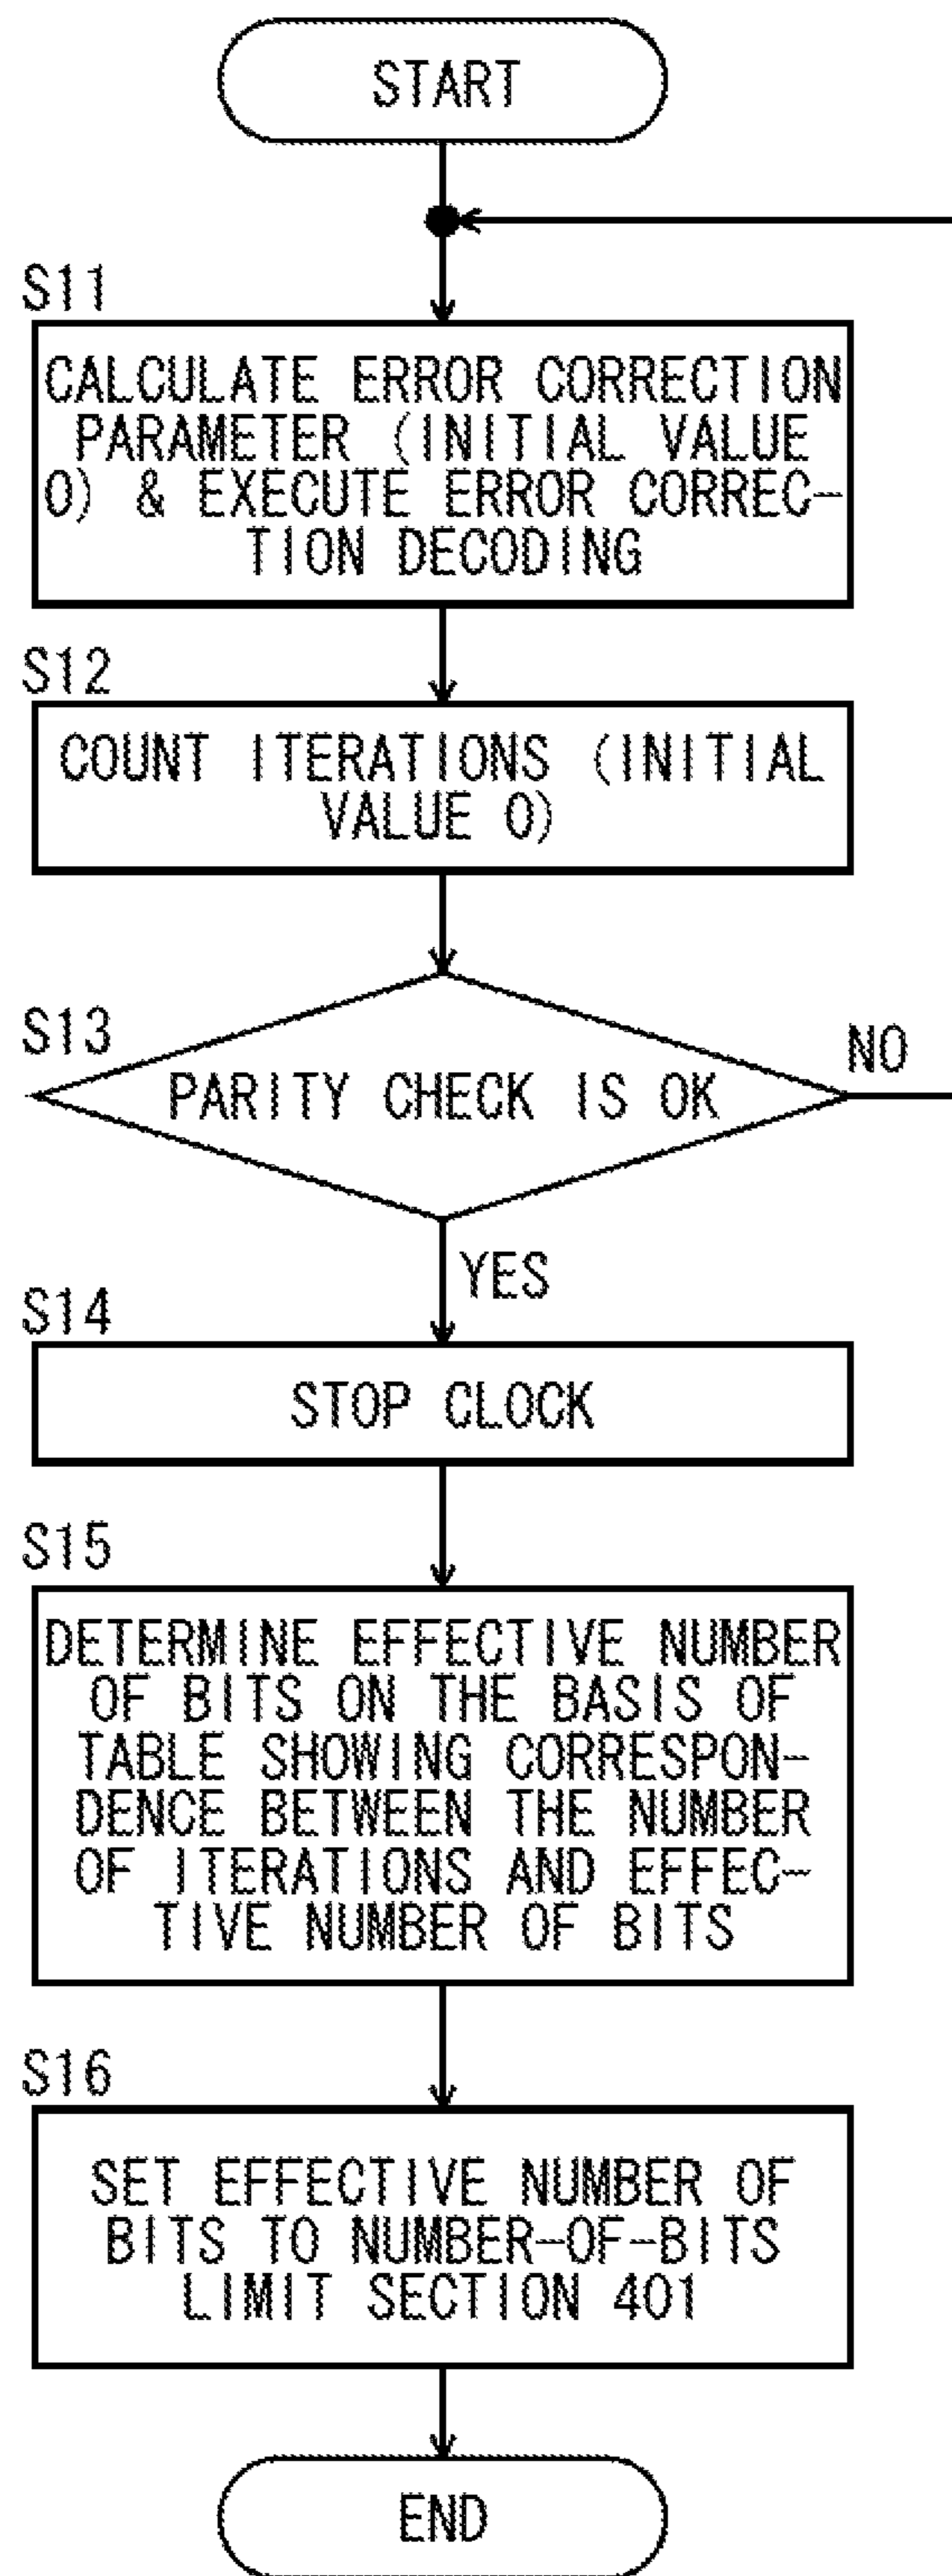 START
S11
CALCULATE ERROR CORRECTION
PARAMETER (INITIAL VALUE
0) & EXECUTE ERROR CORREC-
TION DECODING
S12
COUNT ITERATIONS (INITIAL
VALUE 0)
S13
PARITY CHECK IS OK
NO
YES
S14
STOP CLOCK
S15
DETERMINE EFFECTIVE NUMBER
OF BITS ON THE BASIS OF
TABLE SHOWING CORRESPON-
DENCE BETWEEN THE NUMBER
OF ITERATIONS AND EFFEC-
TIVE NUMBER OF BITS
S16
SET EFFECTIVE NUMBER OF
BITS TO NUMBER-OF-BITS
LIMIT SECTION 401
END